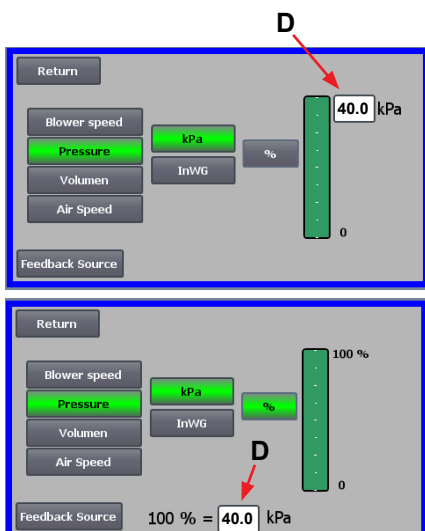 D
Return
40.0 kPa
Blower speed
kPa
Pressure
%
InWG
Volumen
Air Speed
0
Feedback Source
Return
100 %
Blower speed
kPa
Pressure
%
InWG
Volumen
D
Air Speed
0
Feedback Source
100 % = 40.0 kPa